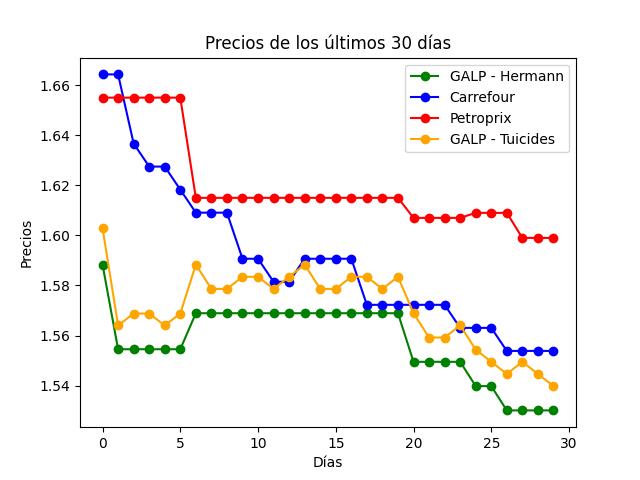 Precios de los últimos 30 días
GALP - Hermann
Carrefour
Petroprix
GALP - Tuicides
Precios
1.66
1.64
1.62
1.60
1.58
1.56
1.54
0 5 10 15 20 25 30
Días